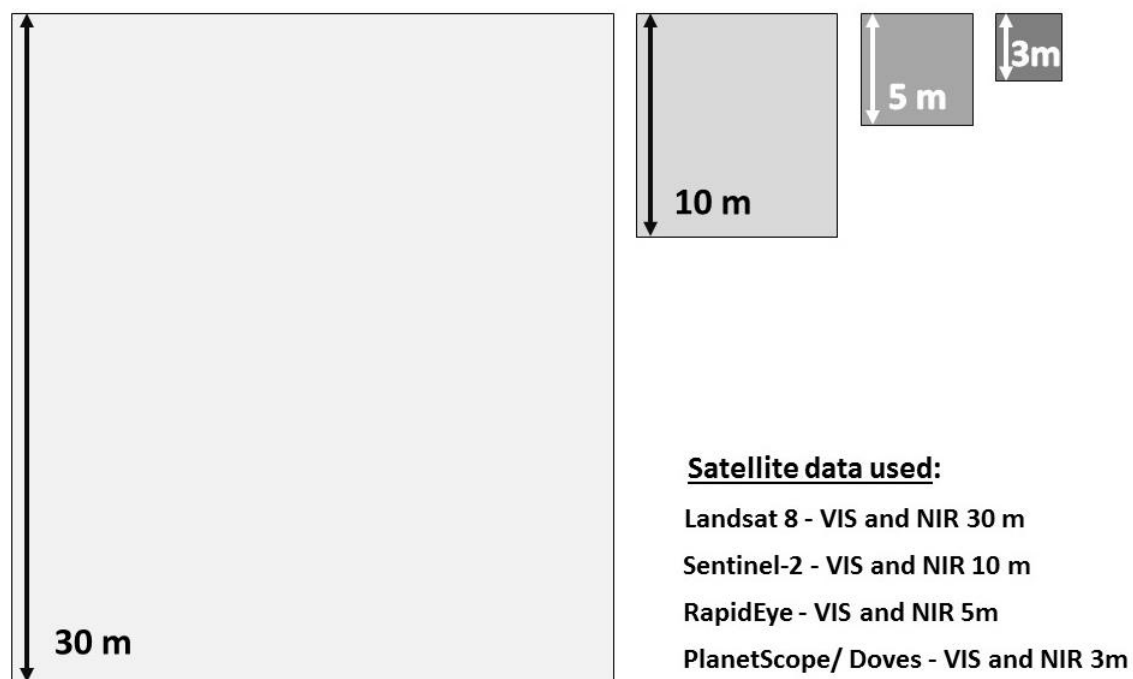 30 m
10 m
5 m
3m
Satellite data used:
Landsat 8 - VIS and NIR 30 m
Sentinel-2 - VIS and NIR 10 m
RapidEye - VIS and NIR 5m
PlanetScope/ Doves - VIS and NIR 3m